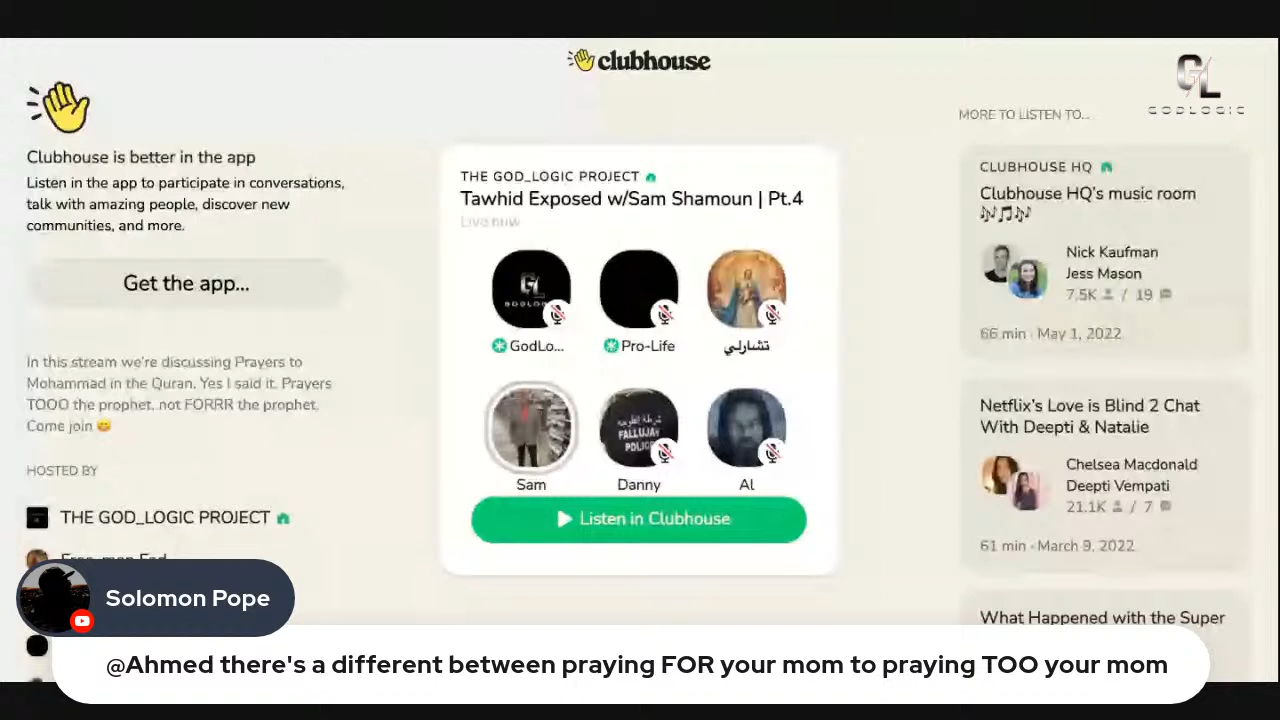 clubhouse
GL
GODLOGIC
Clubhouse is better in the app
Listen in the app to participate in conversations,
talk with amazing people, discover new
communities, and more.
Get the app...
In this stream we're discussing Prayers to
Mohammad in the Quran. Yes I said it. Prayers
TOOO the prophet, not FORRR the prophet.
Come join 😋
HOSTED BY
THE GOD_LOGIC PROJECT
THE GOD_LOGIC PROJECT
Tawhid Exposed w/Sam Shamoun | Pt.4
Live now
GL
GodLo...
Pro-Life
تشارلي
FALLUJAH
POLICE
Sam
Danny
Al
Listen in Clubhouse
MORE TO LISTEN TO...
CLUBHOUSE HQ
Clubhouse HQ's music room
🎶🎵🎶
Nick Kaufman
Jess Mason
7.5K / 19
66 min · May 1, 2022
Netflix's Love is Blind 2 Chat
With Deepti & Natalie
Chelsea Macdonald
Deepti Vempati
21.1K / 7
61 min · March 9, 2022
What Happened with the Super
Solomon Pope
@Ahmed there's a different between praying FOR your mom to praying TOO your mom